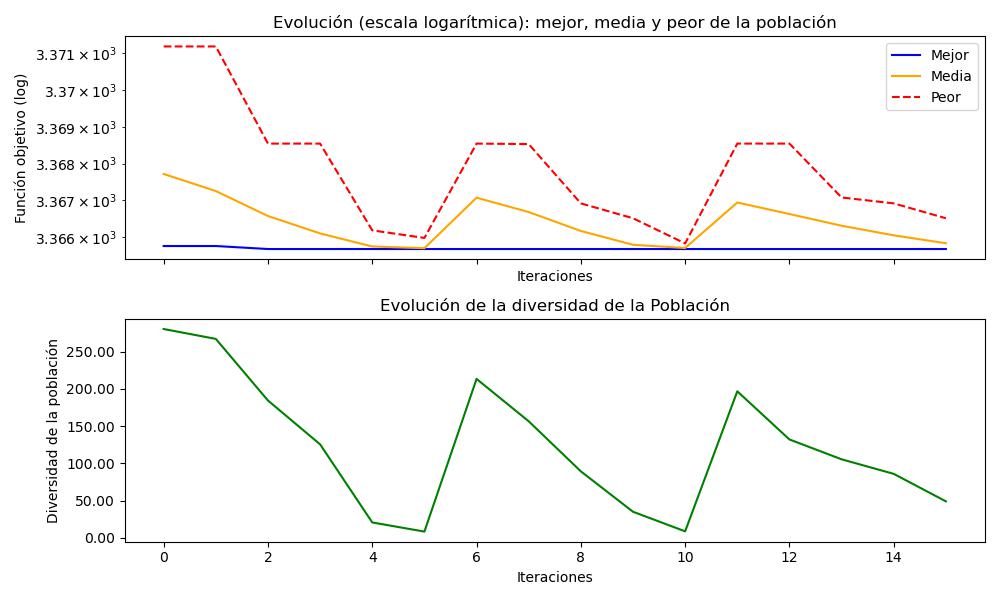 Evolución (escala logarítmica): mejor, media y peor de la población
Función objetivo (log)
3.371 × 10³
3.37 × 10³
3.369 × 10³
3.368 × 10³
3.367 × 10³
3.366 × 10³
Mejor
Media
Peor
Iteraciones
Evolución de la diversidad de la Población
Diversidad de la población
250.00
200.00
150.00
100.00
50.00
0.00
0 2 4 6 8 10 12 14
Iteraciones